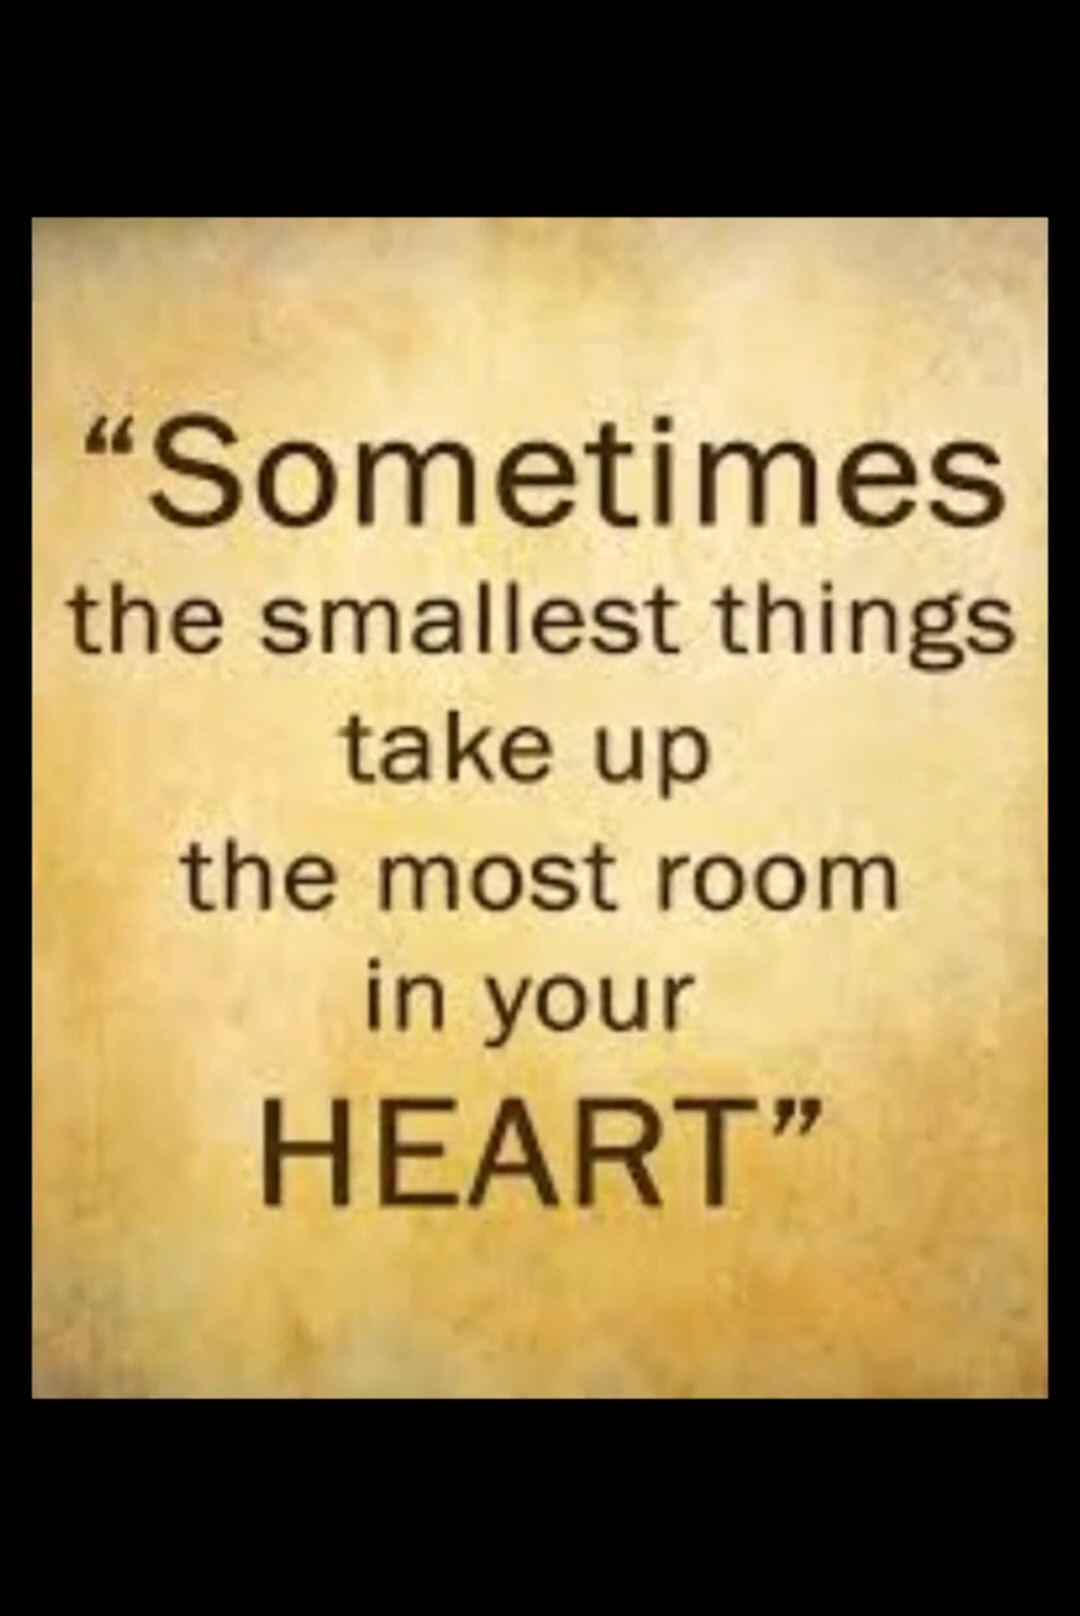 “Sometimes
the smallest things
take up
the most room
in your
HEART”